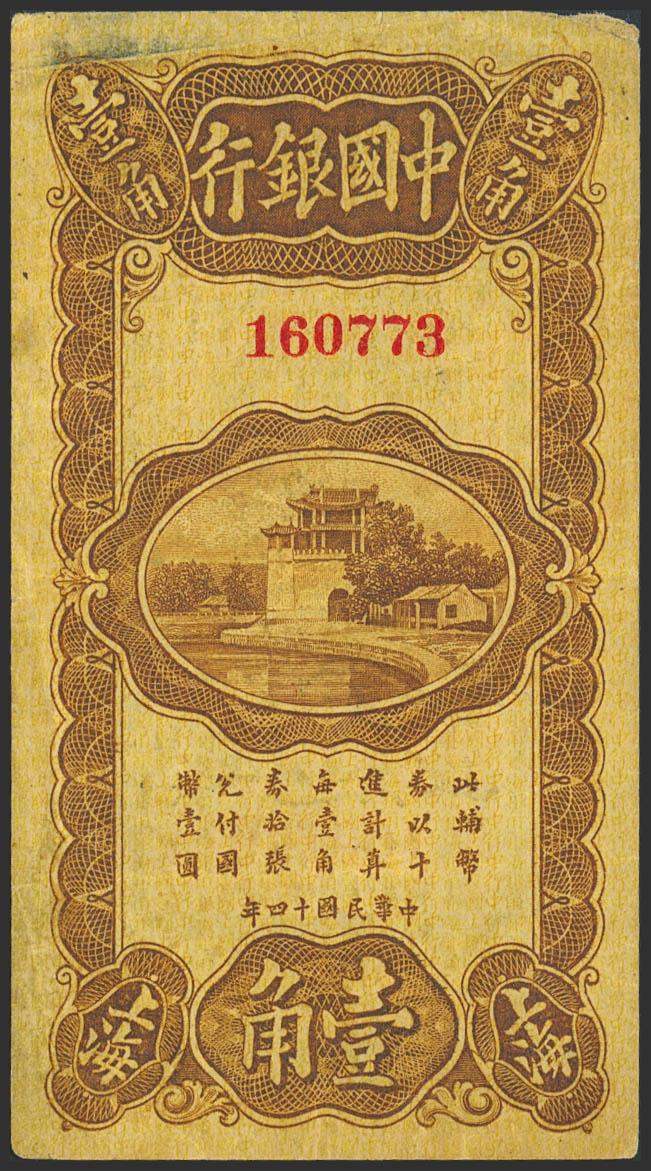 壹角
中國銀行
壹角
160773
此輔幣
券以十
進計算
每壹角
券拾張
兌付國
幣壹圓
中華民國十四年
上海
壹角
上海